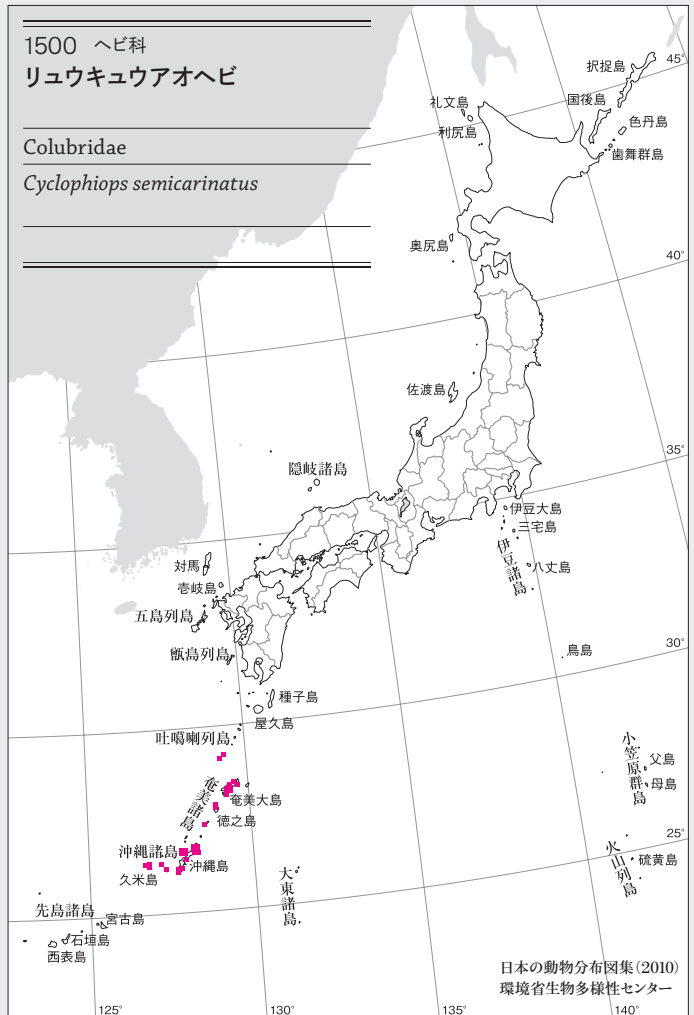 1500 ヘビ科
リュウキュウアオヘビ
Colubridae
Cyclophiops semicarinatus
択捉島
45°
礼文島
国後島
利尻島
色丹島
歯舞群島
奥尻島
40°
佐渡島
35°
隠岐諸島
伊豆大島
三宅島
伊豆諸島
八丈島
対馬
壱岐島
五島列島
甑島列島
鳥島
30°
種子島
屋久島
吐噶喇列島
小笠原群島
父島
母島
奄美諸島
奄美大島
徳之島
25°
沖縄諸島
沖縄島
久米島
大東諸島
火山列島
硫黄島
先島諸島
宮古島
石垣島
西表島
日本の動物分布図集(2010)
環境省生物多様性センター
125°
130°
135°
140°